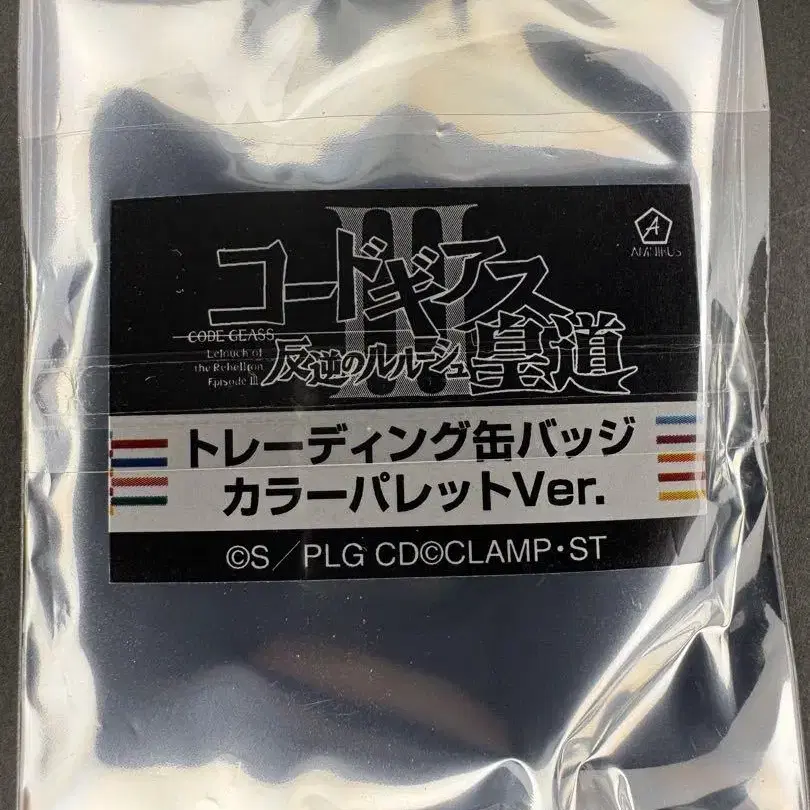 III
コードギアス
CODE GEASS
Lelouch of
the Rebellion
Episode III
反逆のルルーシュ皇道
A
トレーディング缶バッジ
カラーパレットVer.
©S／PLG CD©CLAMP・ST